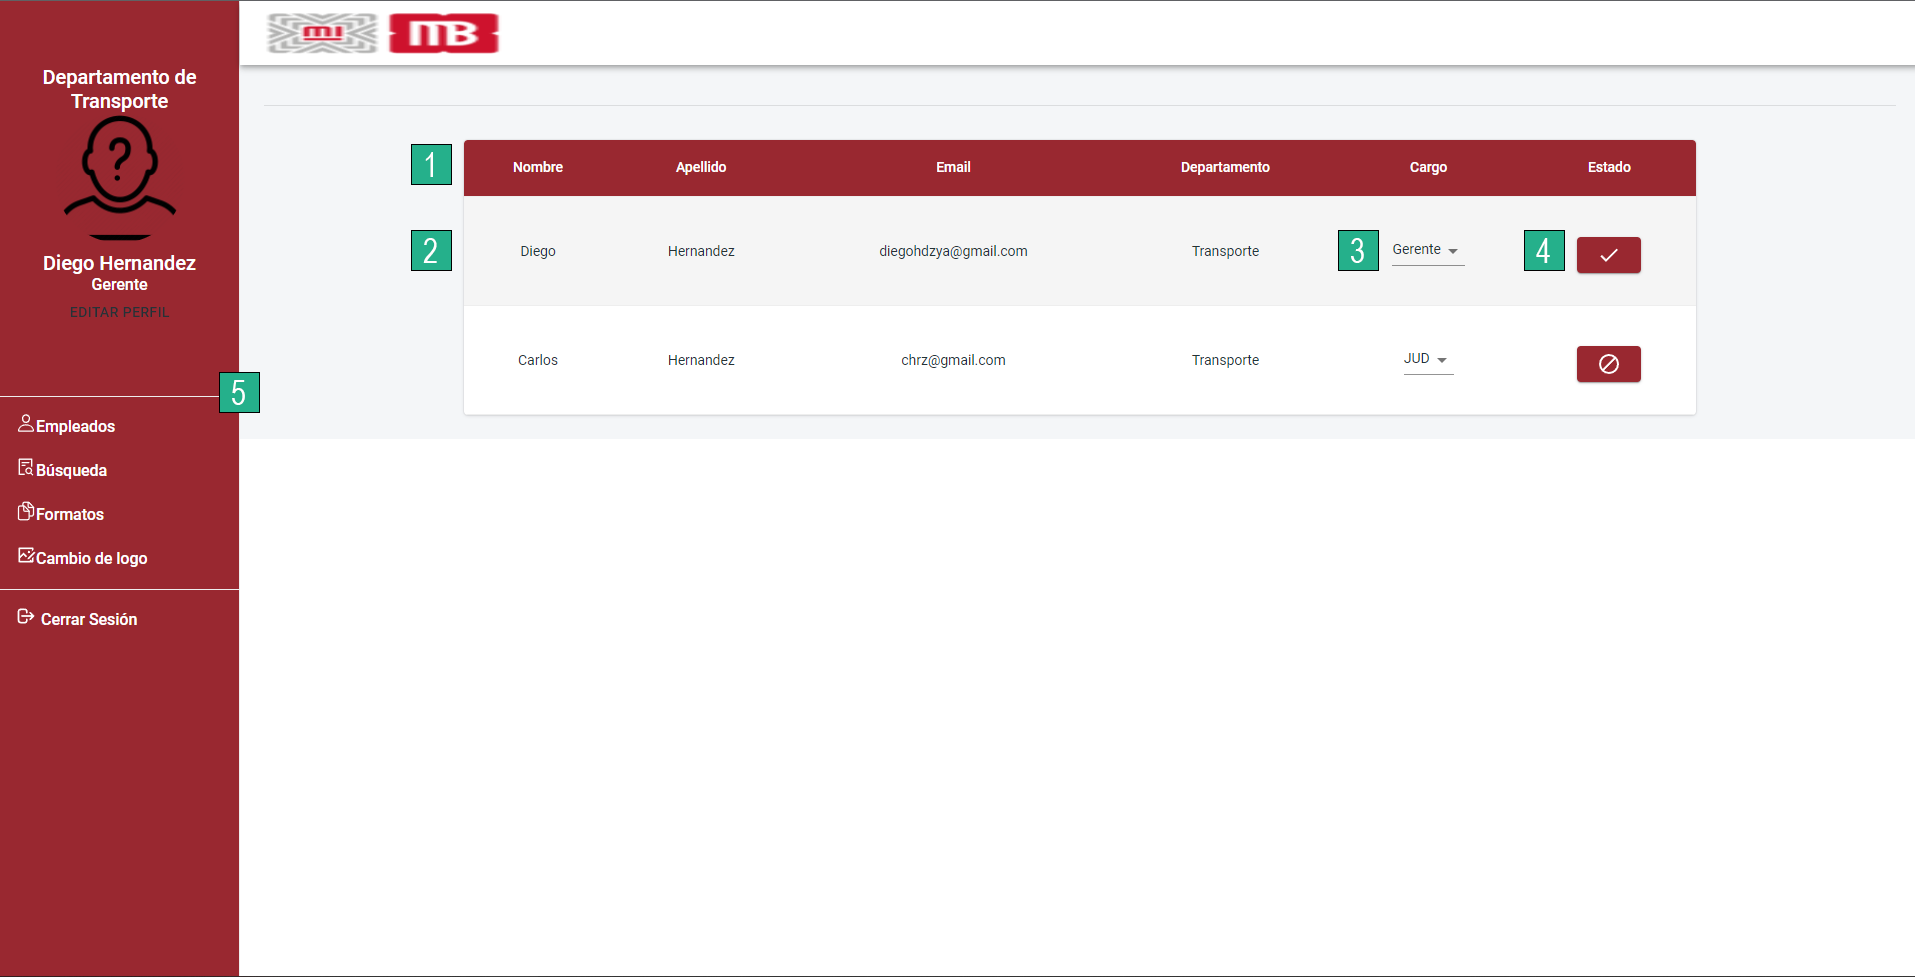 MI MB
Departamento de
Transporte
?
Diego Hernandez
Gerente
EDITAR PERFIL
5
Empleados
Búsqueda
Formatos
Cambio de logo
Cerrar Sesión
1 Nombre Apellido Email Departamento Cargo Estado
2 Diego Hernandez diegohdzya@gmail.com Transporte 3 Gerente 4
Carlos Hernandez chrz@gmail.com Transporte JUD